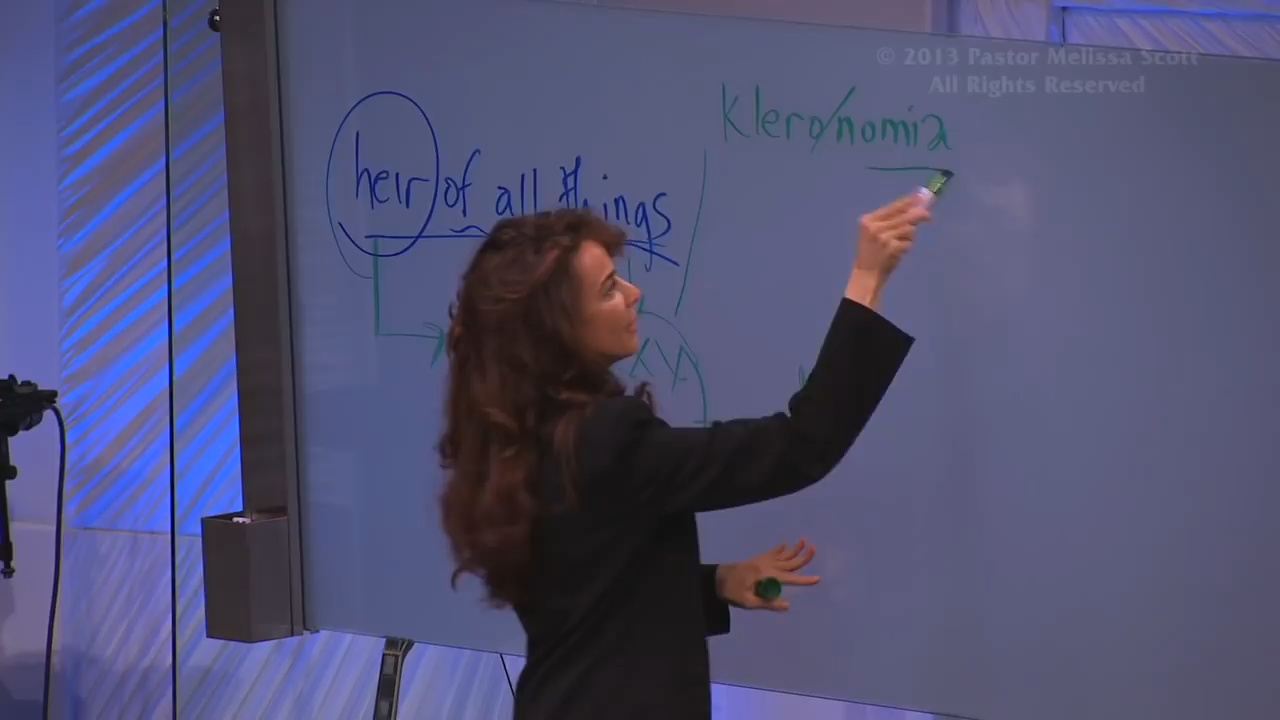 © 2013 Pastor Melissa Scott
All Rights Reserved
Klero/nomia
heir of all things